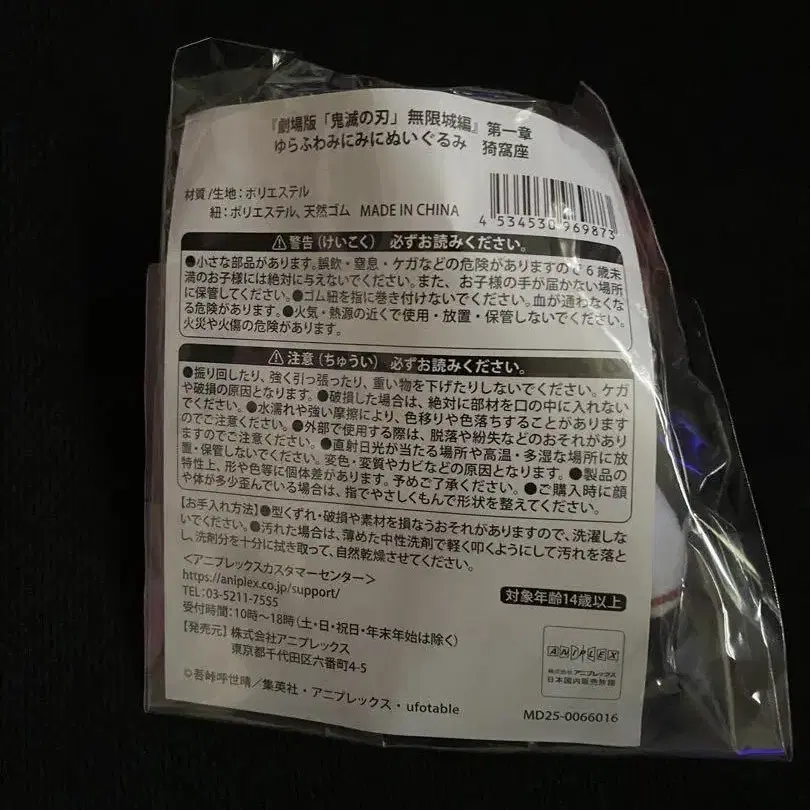 『劇場版「鬼滅の刃」無限城編』第一章
ゆらふわみにみにぬいぐるみ 猗窩座
材質/生地：ポリエステル
紐：ポリエステル、天然ゴム MADE IN CHINA
4 534530 969873
⚠警告（けいこく） 必ずお読みください。
●小さな部品があります。誤飲・窒息・ケガなどの危険がありますので6歳未
満のお子様には絶対に与えないでください。また、お子様の手が届かない場所
に保管してください。●ゴム紐を指に巻き付けないでください。血が通わなくな
る危険があります。●火気・熱源の近くで使用・放置・保管しないでください。
火災や火傷の危険があります。
⚠注意（ちゅうい） 必ずお読みください。
●振り回したり、強く引っ張ったり、重い物を下げたりしないでください。ケガ
や破損の原因となります。●破損した場合は、絶対に部材を口の中に入れない
でください。●水濡れや強い摩擦により、色移りや色落ちすることがあります
のでご注意ください。●外部で使用する際は、脱落や紛失などのおそれがあり
ますのでご注意ください。●直射日光が当たる場所や高温・多湿な場所に放
置・保管しないでください。変色・変質やカビなどの原因となります。●製品の
特性上、形や色等に個体差があります。予めご了承ください。●ご購入時に顔
や体が多少歪んでいる場合は、指でやさしくもんで形状を整えてください。
【お手入れ方法】●型くずれ・破損や素材を損なうおそれがありますので、洗濯しな
いでください。●汚れた場合は、薄めた中性洗剤で軽く叩くようにして汚れを落と
し、洗剤分を十分に拭き取って、自然乾燥させてください。
＜アニプレックスカスタマーセンター＞
https://aniplex.co.jp/support/
TEL：03-5211-7555
受付時間：10時～18時（土・日・祝日・年末年始は除く）
対象年齢14歳以上
【発売元】株式会社アニプレックス
東京都千代田区六番町4-5
©吾峠呼世晴／集英社・アニプレックス・ufotable
ANIPLEX
株式会社アニプレックス
日本国内販売許諾
MD25-0066016